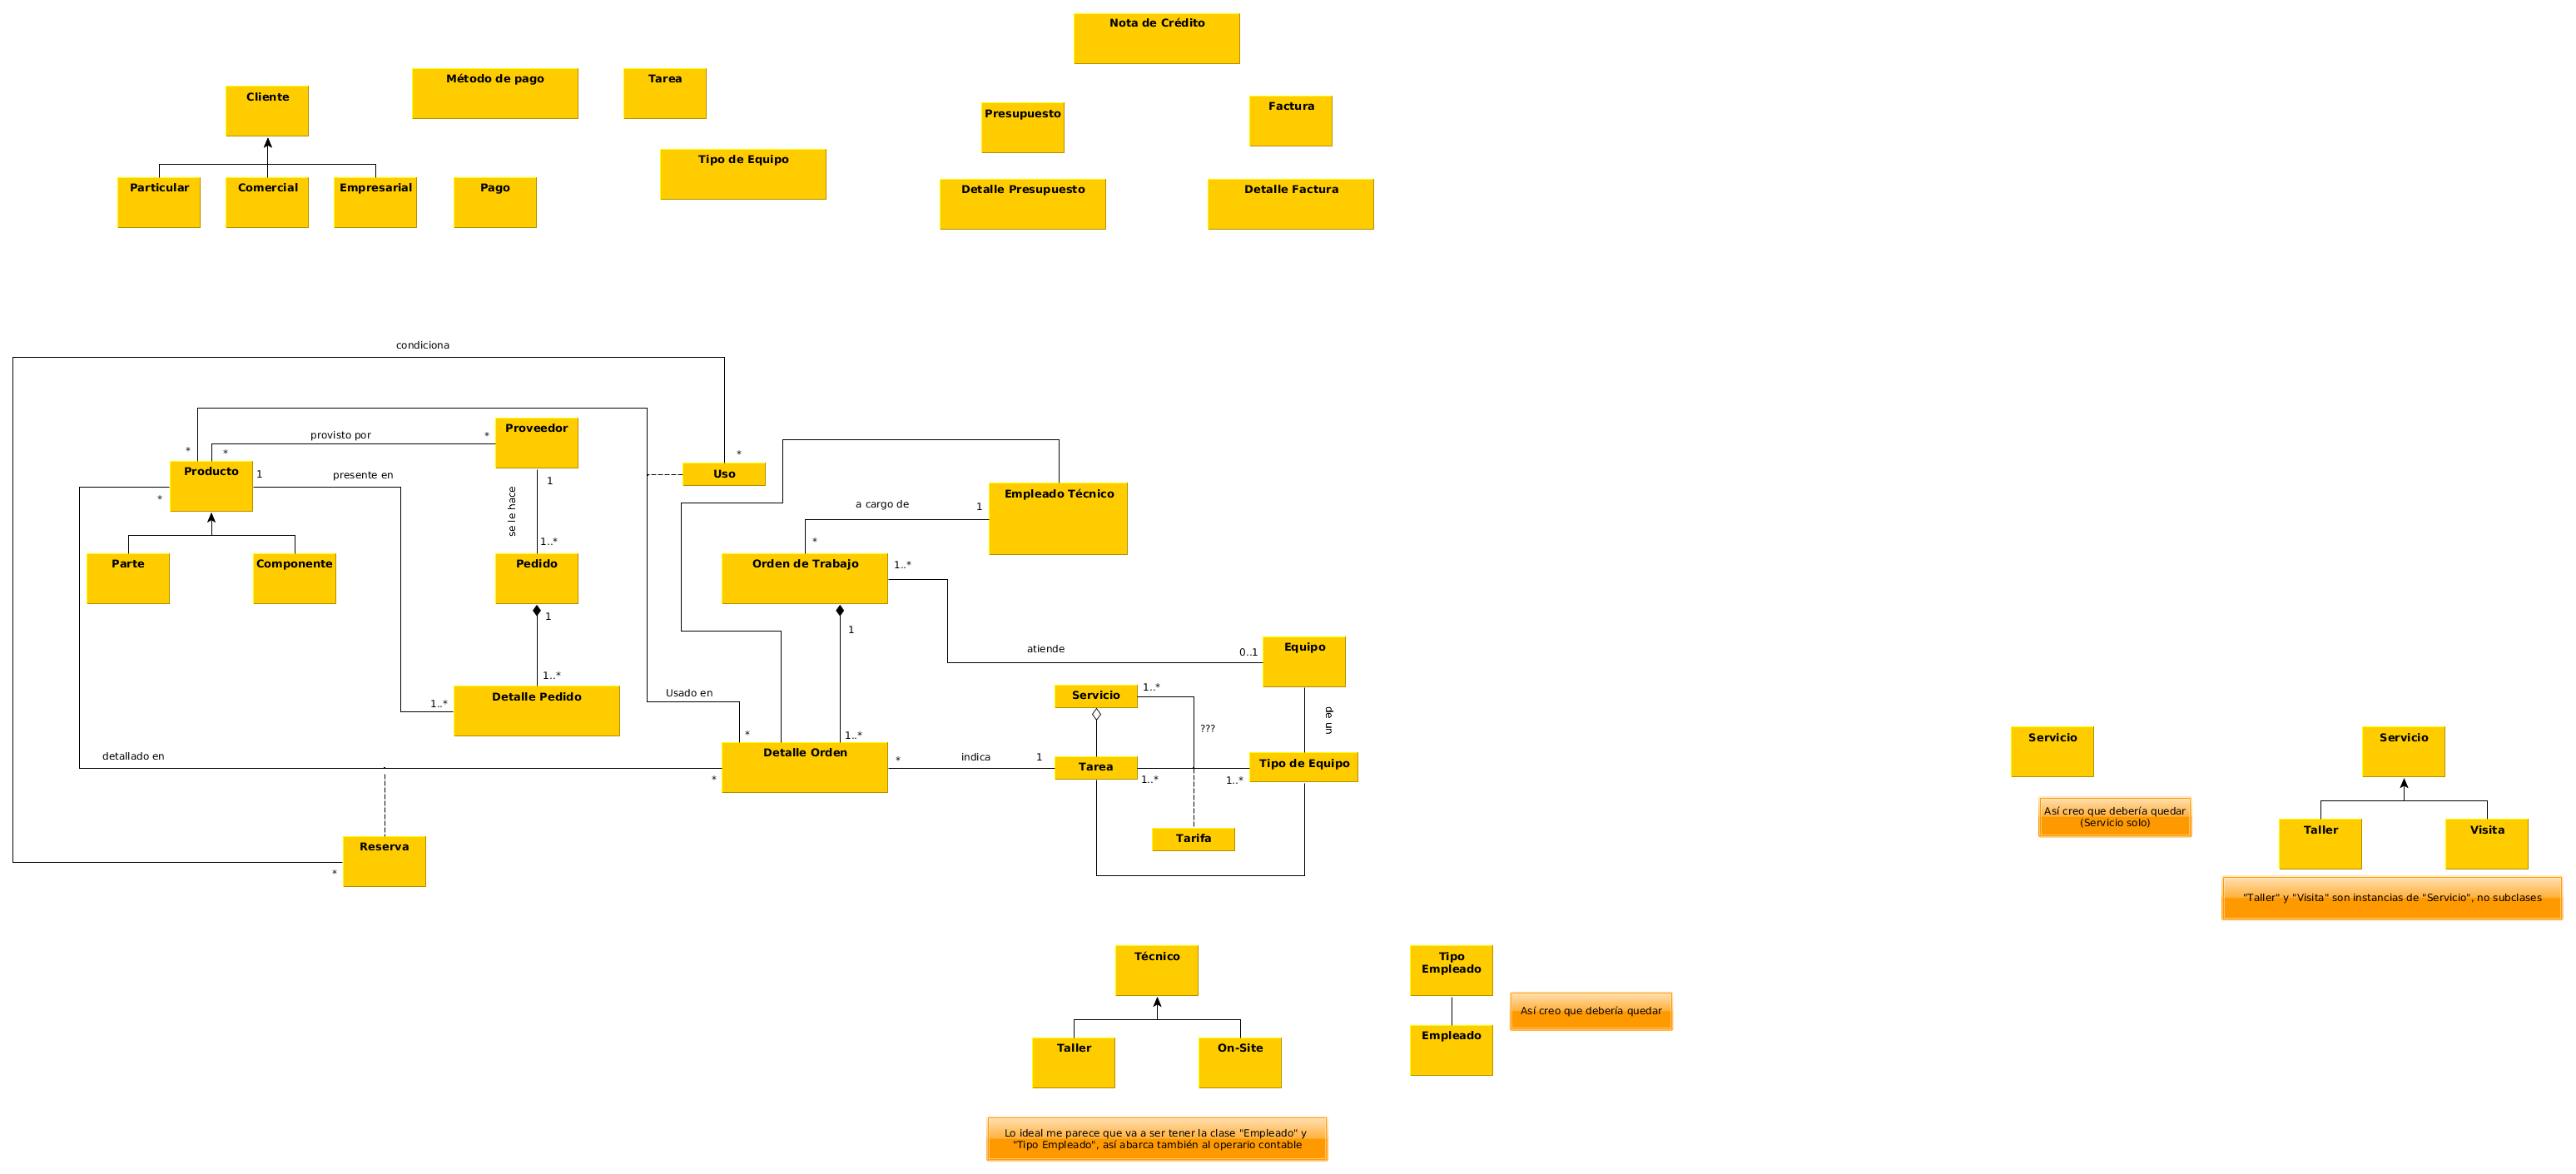 Nota de Crédito
Método de pago
Tarea
Cliente
Presupuesto
Factura
Tipo de Equipo
Particular
Comercial
Empresarial
Pago
Detalle Presupuesto
Detalle Factura
condiciona
provisto por
*
*
*
*
Proveedor
Producto
1
presente en
*
1
se le hace
1..*
Uso
Empleado Técnico
a cargo de
1
*
Parte
Componente
Pedido
1
1..*
Orden de Trabajo
1..*
1
atiende
0..1
Equipo
de un
Detalle Pedido
1..*
Usado en
*
1..*
Servicio
1..*
???
detallado en
*
Detalle Orden
*
indica
1
Tarea
1..*
1..*
Tipo de Equipo
Tarifa
Reserva
*
Servicio
Así creo que debería quedar
(Servicio solo)
Servicio
Taller
Visita
"Taller" y "Visita" son instancias de "Servicio", no subclases
Técnico
Taller
On-Site
Tipo
Empleado
Empleado
Así creo que debería quedar
Lo ideal me parece que va a ser tener la clase "Empleado" y
"Tipo Empleado", así abarca también al operario contable